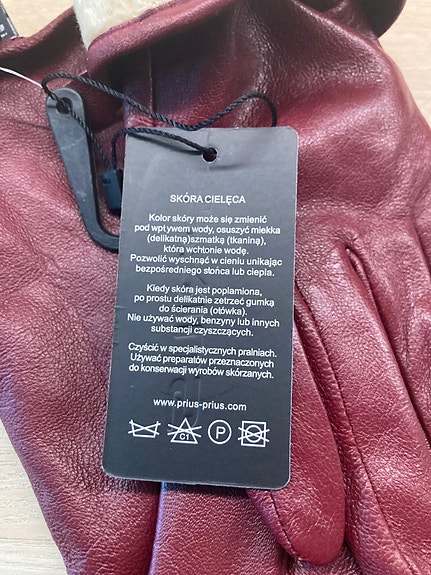 SKÓRA CIELĘCA
Kolor skóry może się zmienić
pod wpływem wody, osuszyć miekka
(delikatną)szmatką (tkaniną),
która wchłonie wodę.
Pozwolić wyschnąć w cieniu unikając
bezpośredniego słońca lub ciepla.
Kiedy skóra jest poplamiona,
po prostu delikatnie zetrzeć gumką
do ścierania (ołówka).
Nie używać wody, benzyny lub innych
substancji czyszczących.
Czyścić w specjalistycznych pralniach.
Używać preparatów przeznaczonych
do konserwacji wyrobów skórzanych.
www.prius-prius.com
C1 P